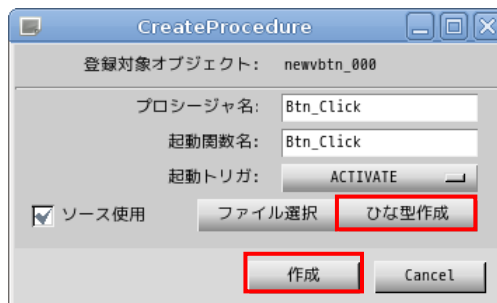 CreateProcedure
登録対象オブジェクト: newvbtn_000
プロシージャ名: Btn_Click
起動関数名: Btn_Click
起動トリガ: ACTIVATE
ソース使用 ファイル選択 ひな型作成
作成 Cancel